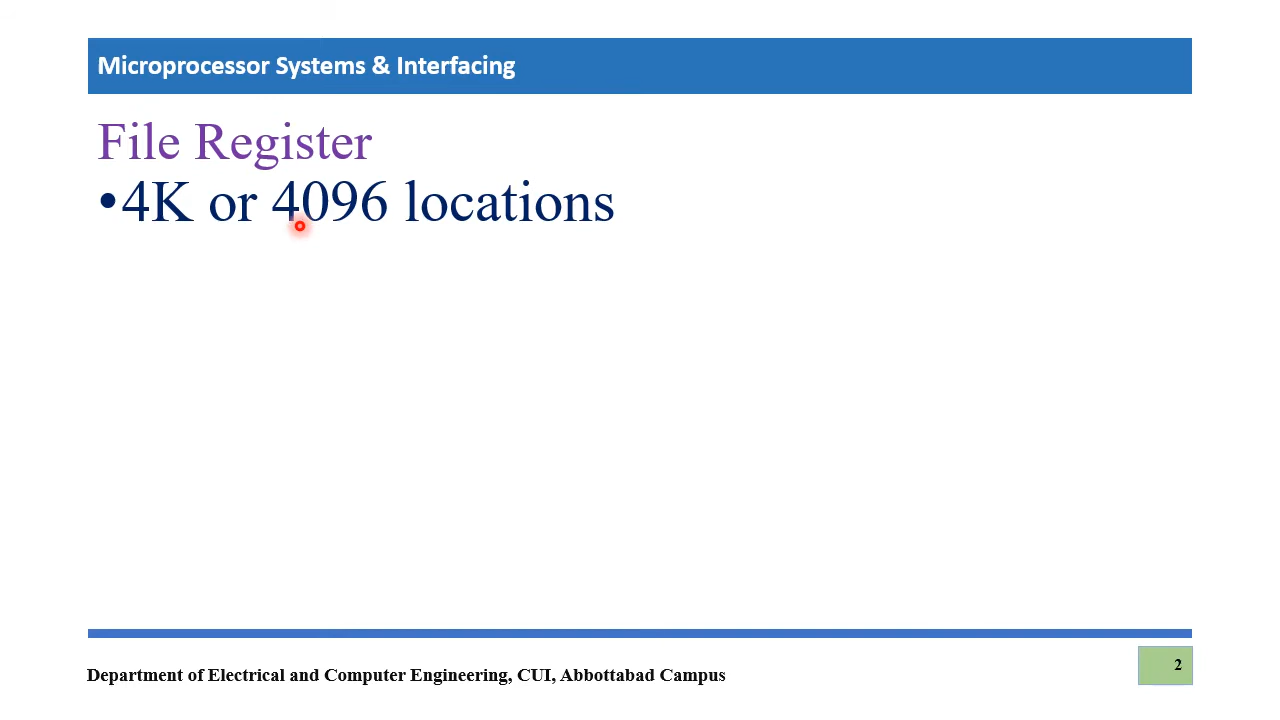 Microprocessor Systems & Interfacing
File Register
•4K or 4096 locations
Department of Electrical and Computer Engineering, CUI, Abbottabad Campus
2